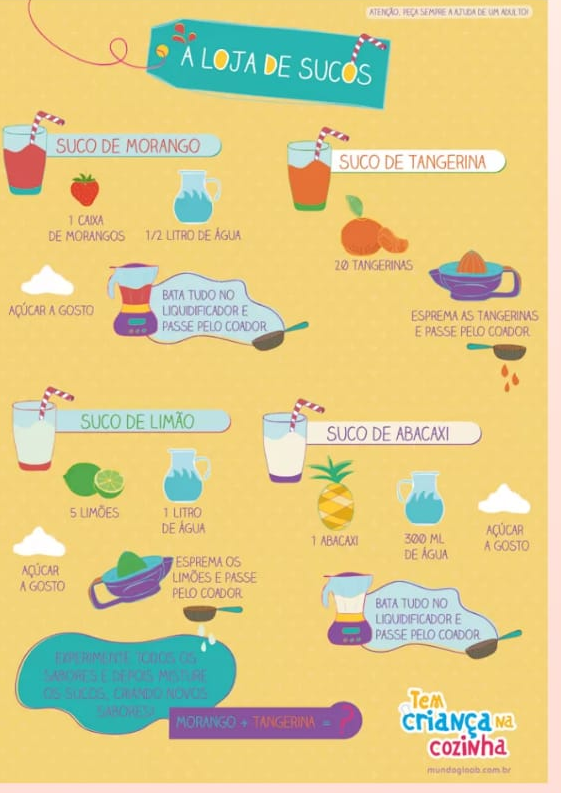 ATENÇÃO, PEÇA SEMPRE A AJUDA DE UM ADULTO!
A LOJA DE SUCOS
SUCO DE MORANGO
1 CAIXA
DE MORANGOS
1/2 LITRO DE ÁGUA
AÇÚCAR A GOSTO
BATA TUDO NO
LIQUIDIFICADOR E
PASSE PELO COADOR.
SUCO DE TANGERINA
20 TANGERINAS
ESPREMA AS TANGERINAS
E PASSE PELO COADOR.
SUCO DE LIMÃO
5 LIMÕES
1 LITRO
DE ÁGUA
AÇÚCAR
A GOSTO
ESPREMA OS
LIMÕES E PASSE
PELO COADOR.
SUCO DE ABACAXI
1 ABACAXI
300 ML
DE ÁGUA
AÇÚCAR
A GOSTO
BATA TUDO NO
LIQUIDIFICADOR E
PASSE PELO COADOR.
EXPERIMENTE TODOS OS
SABORES E DEPOIS MISTURE
OS SUCOS, CRIANDO NOVOS
SABORES!
MORANGO + TANGERINA = ?
Tem
criança na
cozinha
mundogloob.com.br